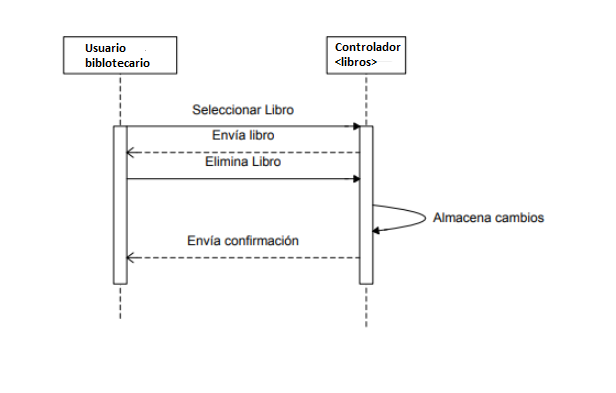 Usuario
biblotecario
Controlador
<libros>
Seleccionar Libro
Envía libro
Elimina Libro
Almacena cambios
Envía confirmación